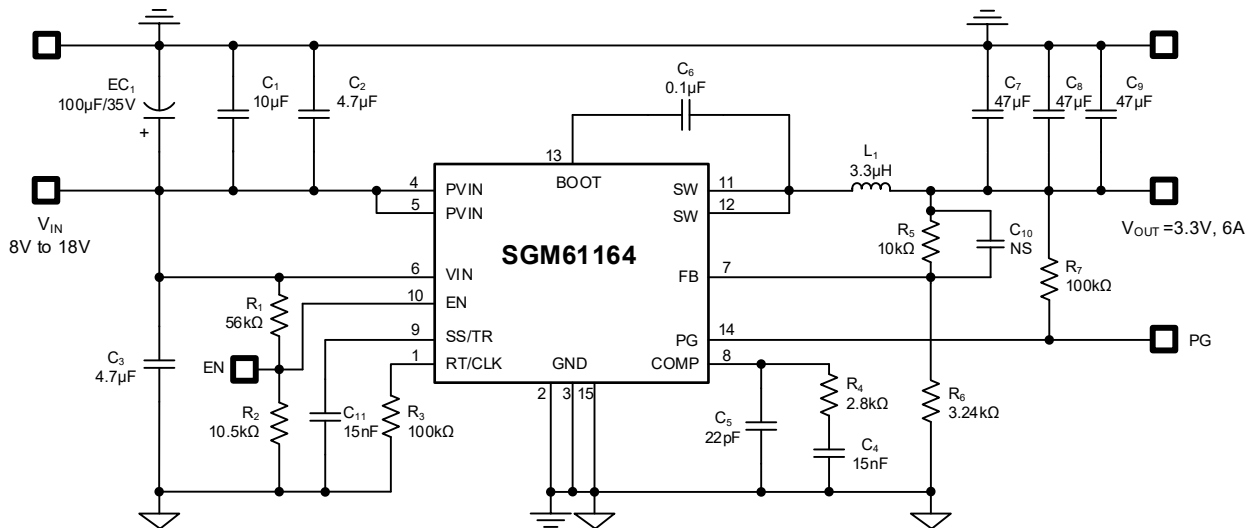 EC1
100µF/35V
+
C1
10µF
C2
4.7µF
C6
0.1µF
C7
47µF
C8
47µF
C9
47µF
VIN
8V to 18V
13
BOOT
4
PVIN
5
PVIN
SW
11
SW
12
L1
3.3µH
VOUT =3.3V, 6A
SGM61164
R5
10kΩ
C10
NS
6
VIN
FB
7
R7
100kΩ
R1
56kΩ
10
EN
9
SS/TR
PG
14
PG
1
RT/CLK
GND
COMP
8
C3
4.7µF
EN
2
3
15
R2
10.5kΩ
C11
15nF
R3
100kΩ
C5
22pF
R4
2.8kΩ
C4
15nF
R6
3.24kΩ